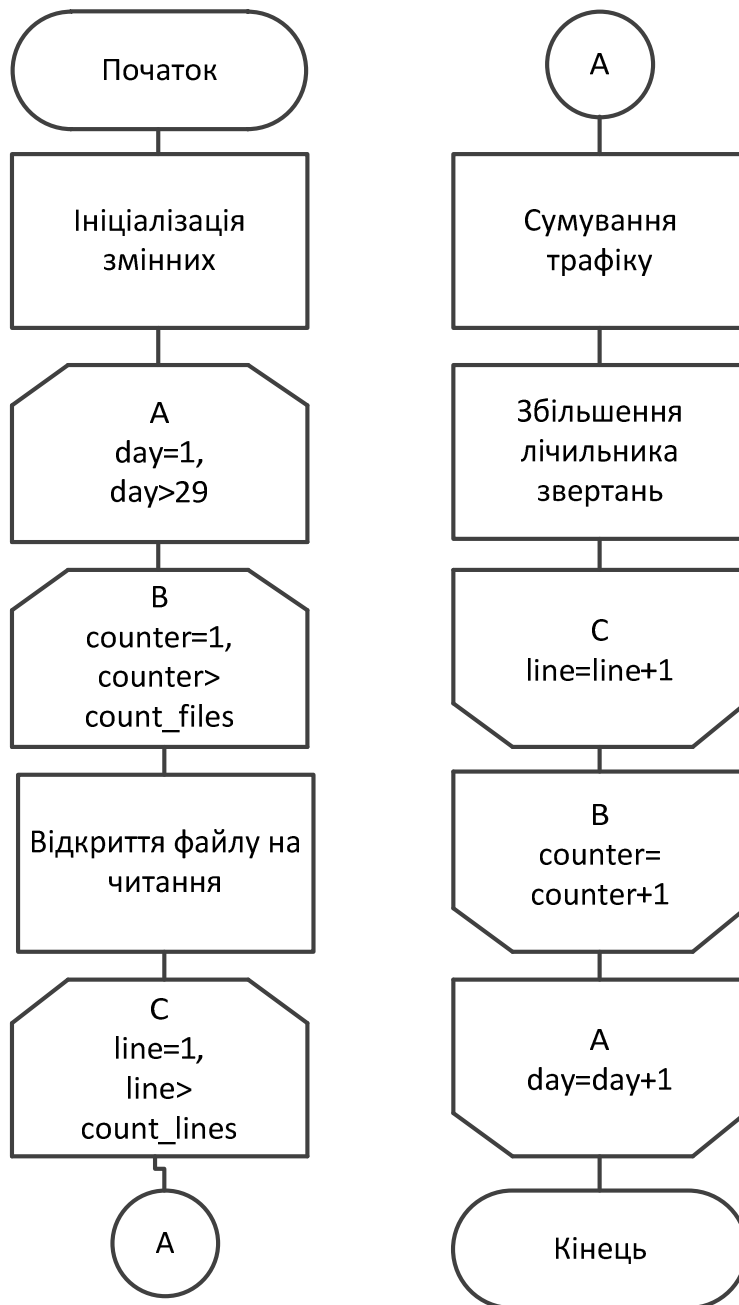 Початок
Ініціалізація
змінних
A
day=1,
day>29
B
counter=1,
counter>
count_files
Відкриття файлу на
читання
C
line=1,
line>
count_lines
A
A
Сумування
трафіку
Збільшення
лічильника
звертань
C
line=line+1
B
counter=
counter+1
A
day=day+1
Кінець